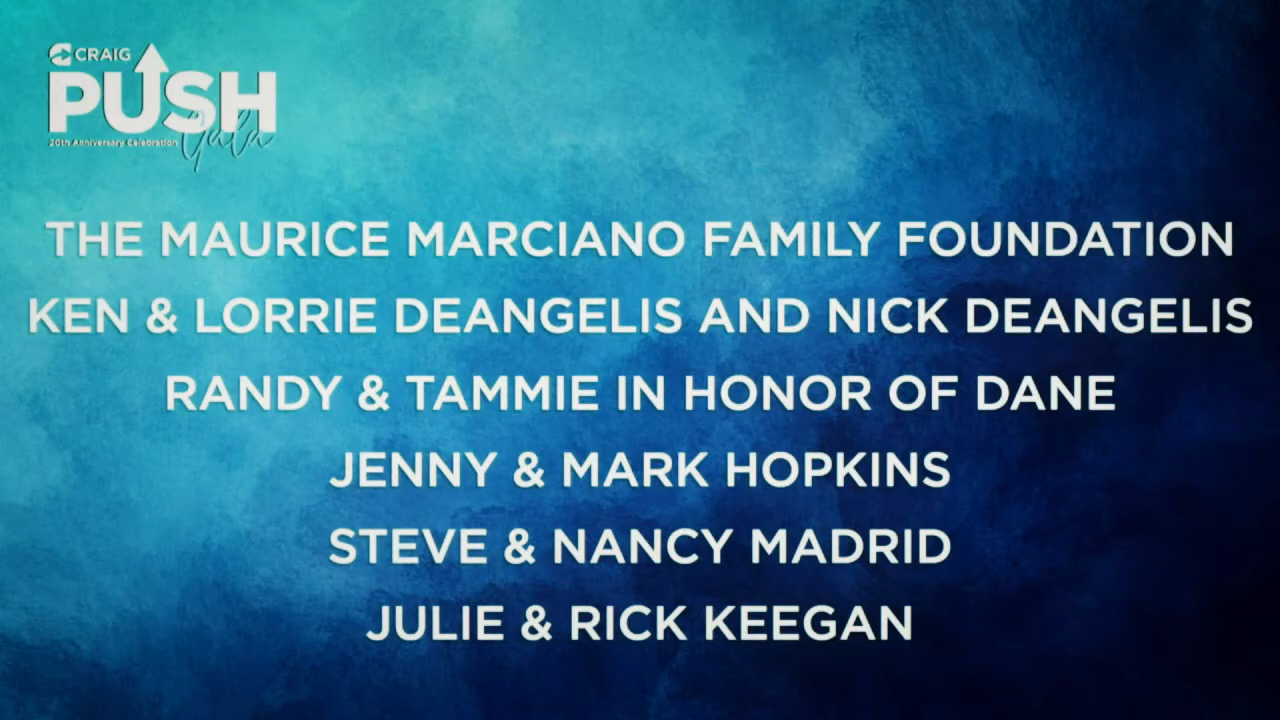 CRAIG
PUSH
Gala
20th Anniversary Celebration
THE MAURICE MARCIANO FAMILY FOUNDATION
KEN & LORRIE DEANGELIS AND NICK DEANGELIS
RANDY & TAMMIE IN HONOR OF DANE
JENNY & MARK HOPKINS
STEVE & NANCY MADRID
JULIE & RICK KEEGAN